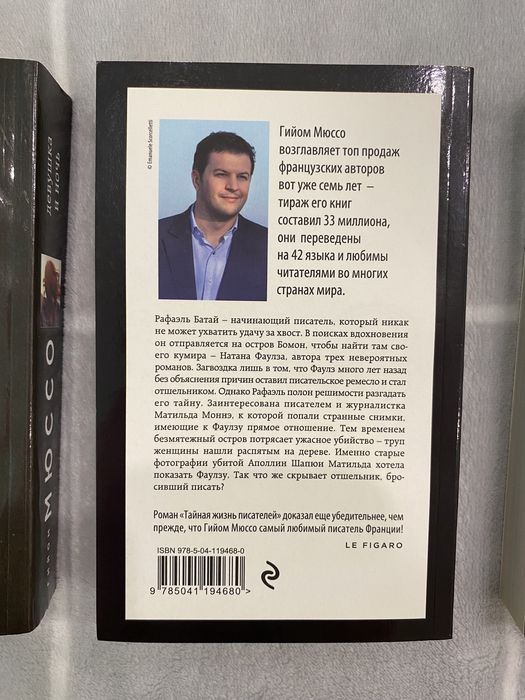 девушка
и ночь
МЮССО
© Emanuele Scorcelletti
Гийом Мюссо
возглавляет топ продаж
французских авторов
вот уже семь лет –
тираж его книг
составил 33 миллиона,
они переведены
на 42 языка и любимы
читателями во многих
странах мира.
Рафаэль Батай – начинающий писатель, который никак
не может ухватить удачу за хвост. В поисках вдохновения
он отправляется на остров Бомон, чтобы найти там сво-
его кумира – Натана Фаулза, автора трех невероятных
романов. Загвоздка лишь в том, что Фаулз много лет назад
без объяснения причин оставил писательское ремесло и стал
отшельником. Однако Рафаэль полон решимости разгадать
его тайну. Заинтересована писателем и журналистка
Матильда Моннэ, к которой попали странные снимки,
имеющие к Фаулзу прямое отношение. Тем временем
безмятежный остров потрясает ужасное убийство – труп
женщины нашли распятым на дереве. Именно старые
фотографии убитой Аполлин Шапюи Матильда хотела
показать Фаулзу. Так что же скрывает отшельник, бро-
сивший писать?
Роман «Тайная жизнь писателей» доказал еще убедительнее, чем
прежде, что Гийом Мюссо самый любимый писатель Франции!
LE FIGARO
ISBN 978-5-04-119468-0
9 785041 194680 >